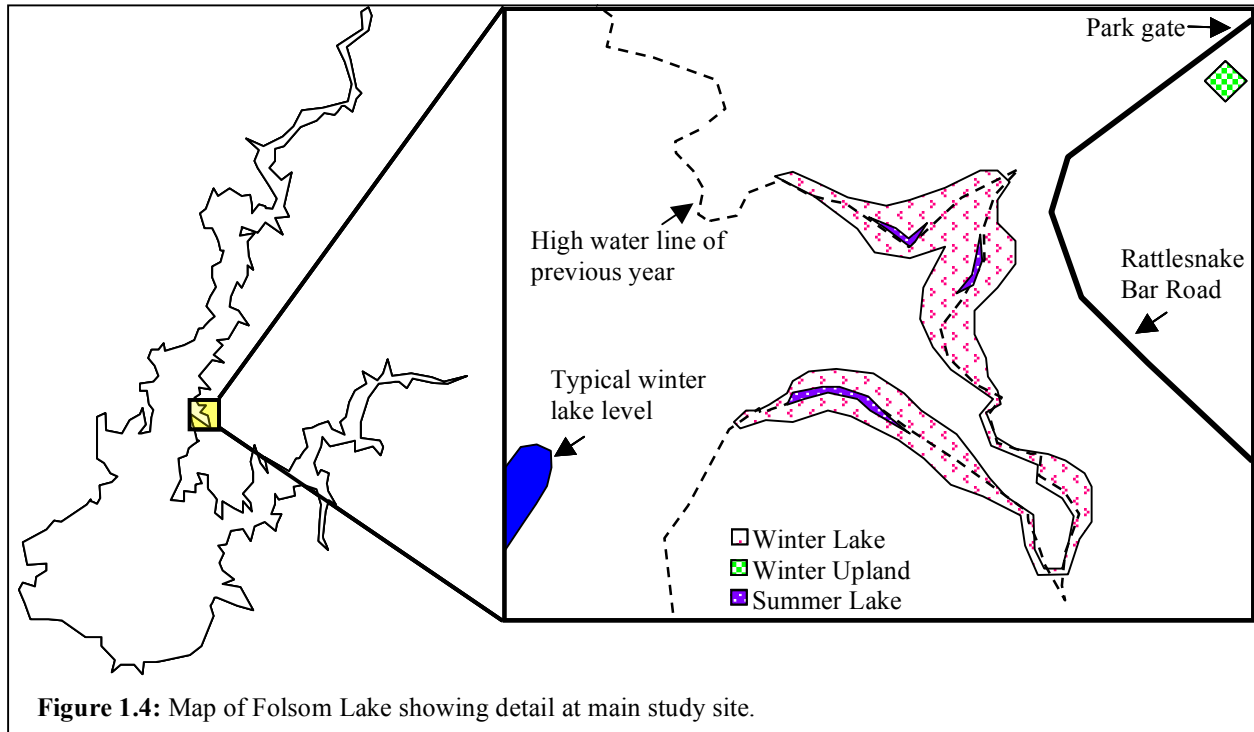 Park gate
High water line of
previous year
Rattlesnake
Bar Road
Typical winter
lake level
Winter Lake
Winter Upland
Summer Lake
Figure 1.4: Map of Folsom Lake showing detail at main study site.